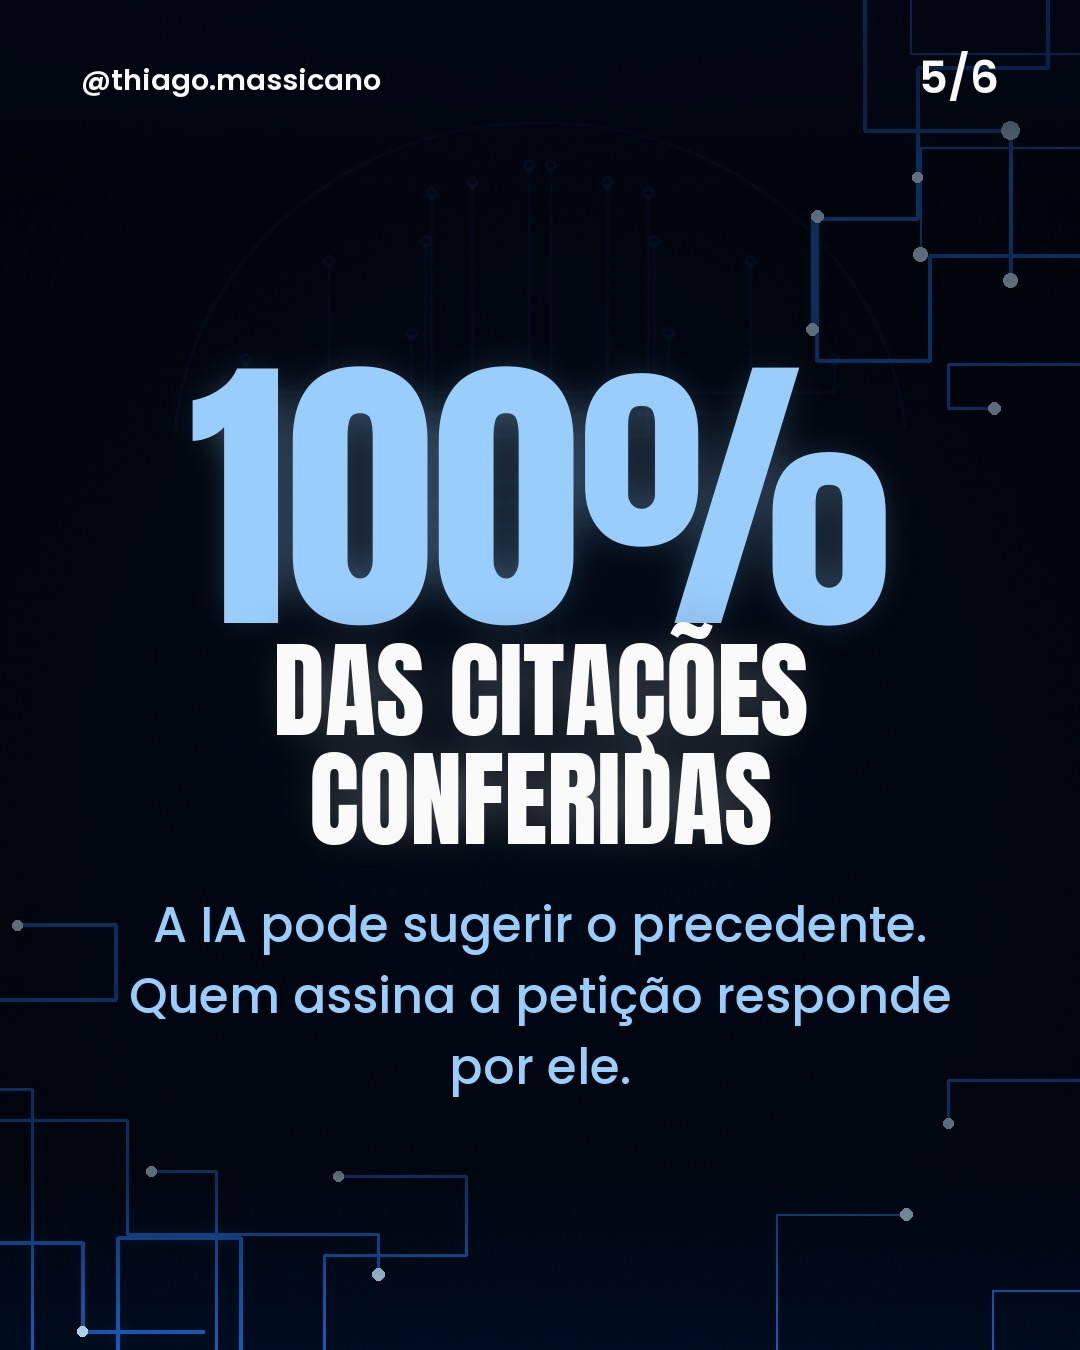 @thiago.massicano
5/6
100%
DAS CITAÇÕES
CONFERIDAS
A IA pode sugerir o precedente.
Quem assina a petição responde
por ele.